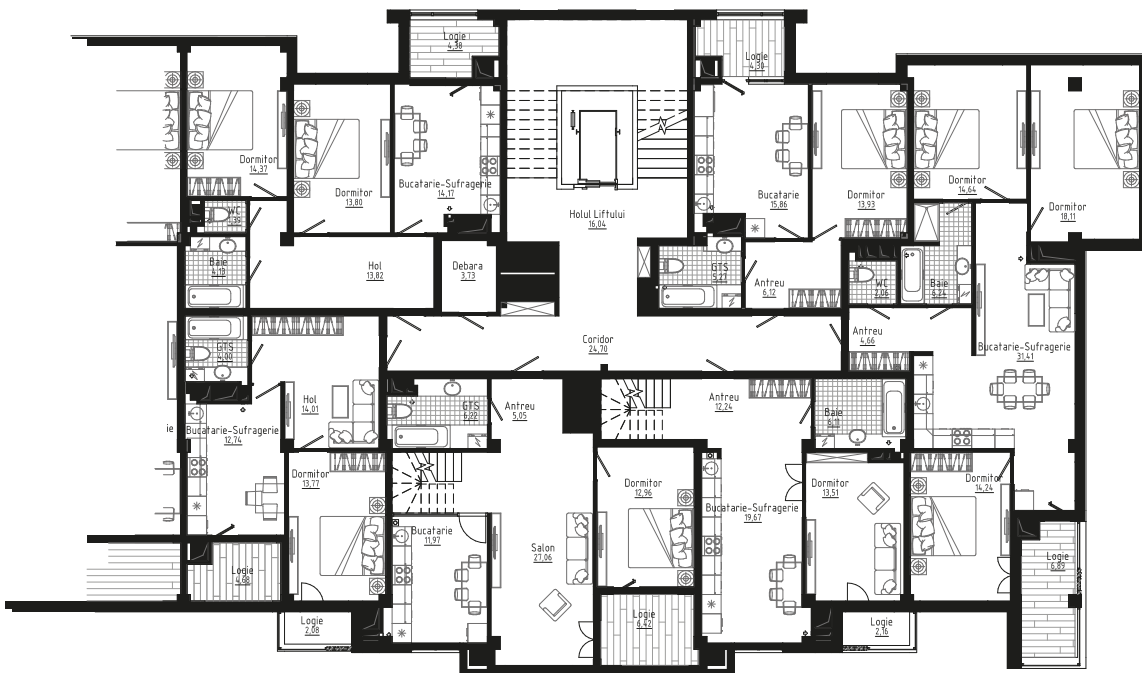 Logie
4,38
Logie
4,30
Dormitor
14,37
Dormitor
13,80
Bucatarie-Sufragerie
14,17
Holul Liftului
16,04
Bucatarie
15,86
Dormitor
13,93
Dormitor
14,64
Dormitor
18,11
WC
1,39
Baie
4,13
Hol
13,82
Debara
3,73
GTS
5,27
Antreu
6,12
WC
2,06
Baie
6,24
Coridor
24,70
Antreu
4,66
Bucatarie-Sufragerie
31,41
GTS
4,00
Hol
14,01
GTS
6,22
Antreu
5,05
Antreu
12,24
Baie
6,11
ie
Bucatarie-Sufragerie
12,74
Dormitor
13,77
Dormitor
12,96
Bucatarie-Sufragerie
19,67
Dormitor
13,51
Dormitor
14,24
Bucatarie
11,97
Salon
27,06
Logie
4,68
Logie
6,89
Logie
2,08
Logie
6,42
Logie
2,16